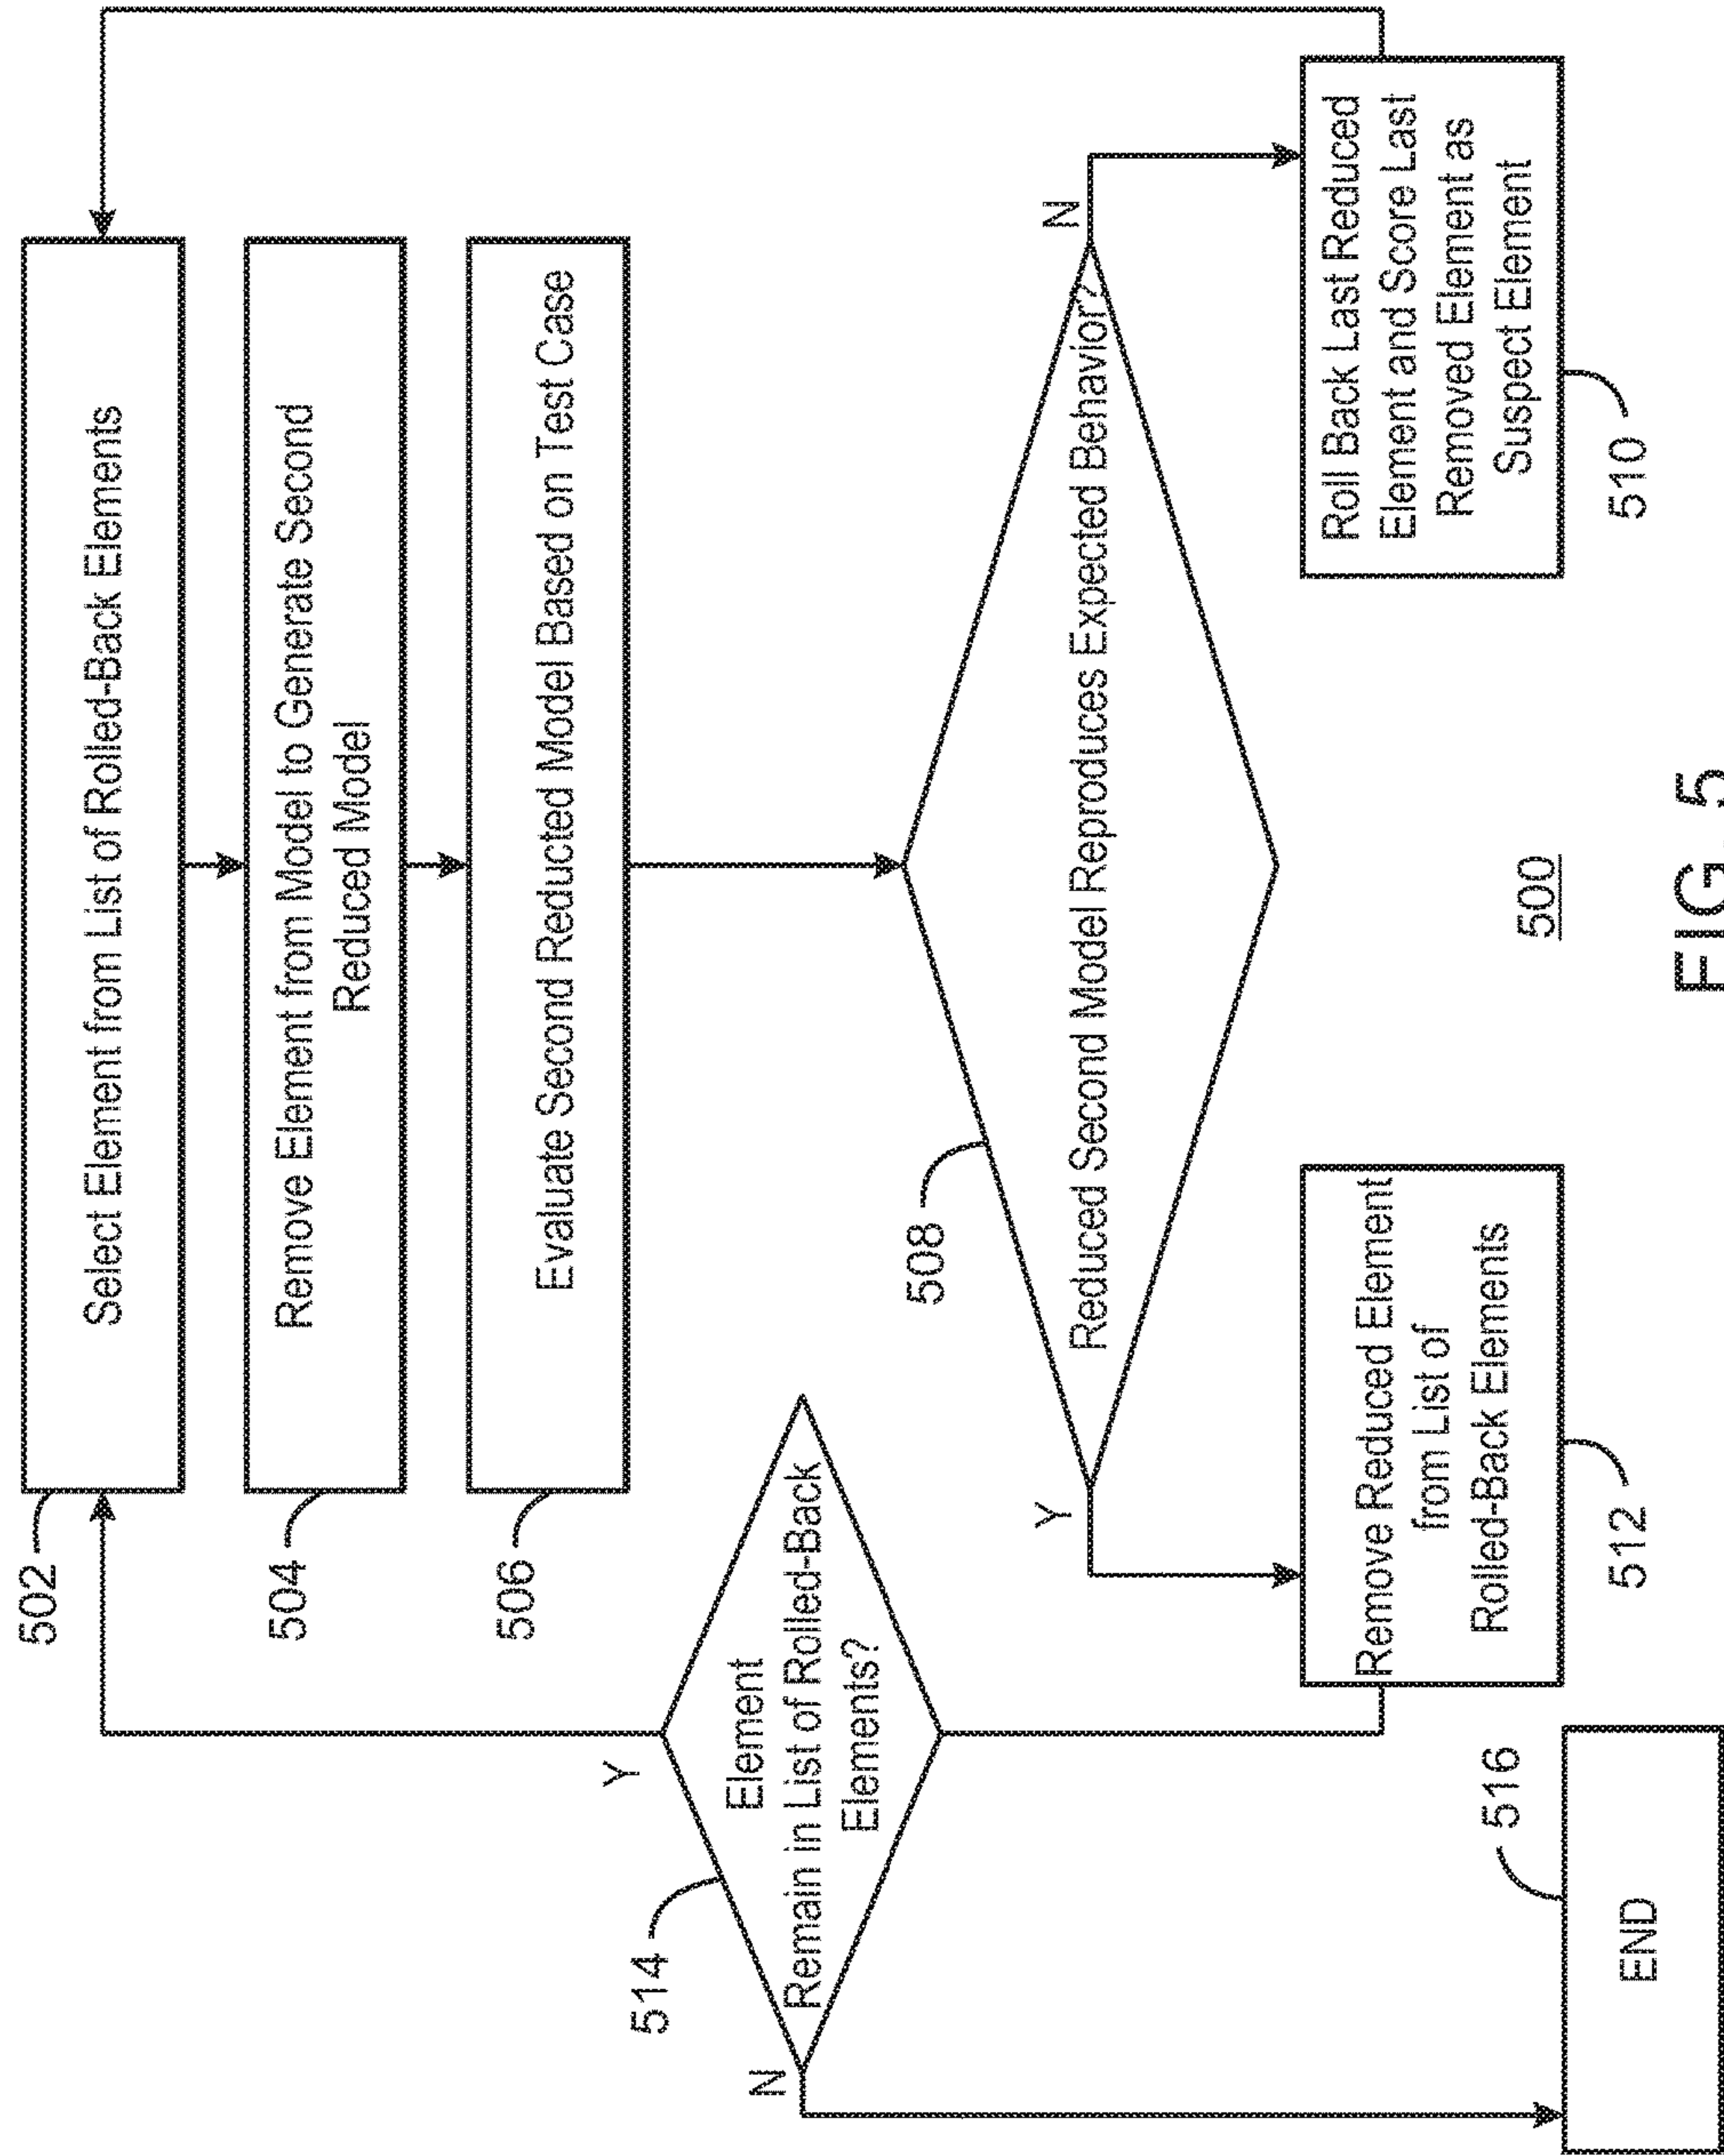 502
Select Element from List of Rolled-Back Elements
504
Remove Element from Model to Generate Second
Reduced Model
506
Evaluate Second Reducted Model Based on Test Case
514
Element
Remain in List of Rolled-Back
Elements?
Y
N
508
Reduced Second Model Reproduces Expected Behavior?
Y
N
Remove Reduced Element
from List of
Rolled-Back Elements
512
Roll Back Last Reduced
Element and Score Last
Removed Element as
Suspect Element
510
516
END
500
FIG. 5